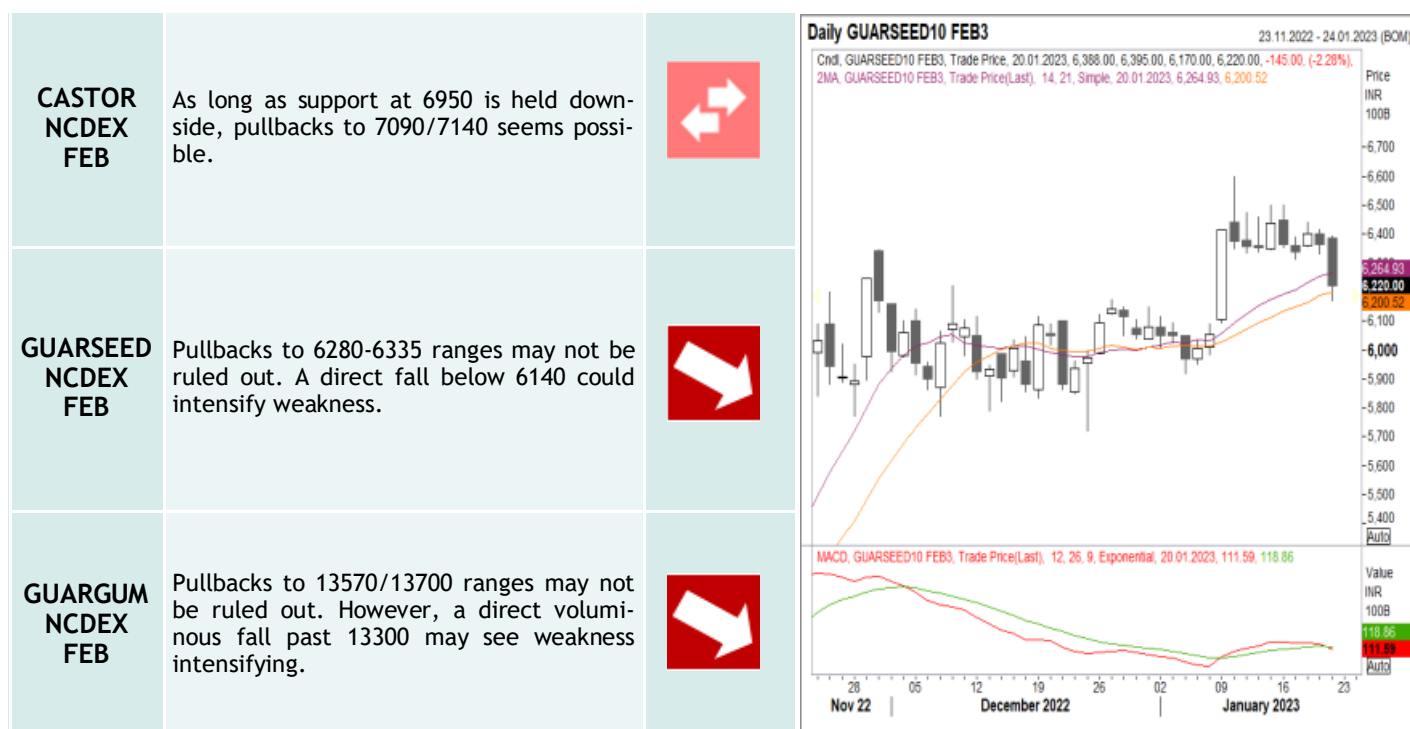 CASTOR
NCDEX
FEB
As long as support at 6950 is held down-
side, pullbacks to 7090/7140 seems possi-
ble.
GUARSEED
NCDEX
FEB
Pullbacks to 6280-6335 ranges may not be
ruled out. A direct fall below 6140 could
intensify weakness.
GUARGUM
NCDEX
FEB
Pullbacks to 13570/13700 ranges may not
be ruled out. However, a direct volumi-
nous fall past 13300 may see weakness
intensifying.
Daily GUARSEED10 FEB3
23.11.2022 - 24.01.2023 (BOM)
Cndl, GUARSEED10 FEB3, Trade Price, 20.01.2023, 6,388.00, 6,395.00, 6,170.00, 6,220.00, -145.00, (-2.28%),
2MA, GUARSEED10 FEB3, Trade Price(Last), 14, 21, Simple, 20.01.2023, 6,264.93, 6,200.52
Price
INR
100B
6,700
6,600
6,500
6,400
6,264.93
6,220.00
6,200.52
6,100
6,000
5,900
5,800
5,700
5,600
5,500
5,400
Auto
MACD, GUARSEED10 FEB3, Trade Price(Last), 12, 26, 9, Exponential, 20.01.2023, 111.59, 118.86
Value
INR
100B
118.86
111.59
Auto
28 05 12 19 26 02 09 16 23
Nov 22 December 2022 January 2023